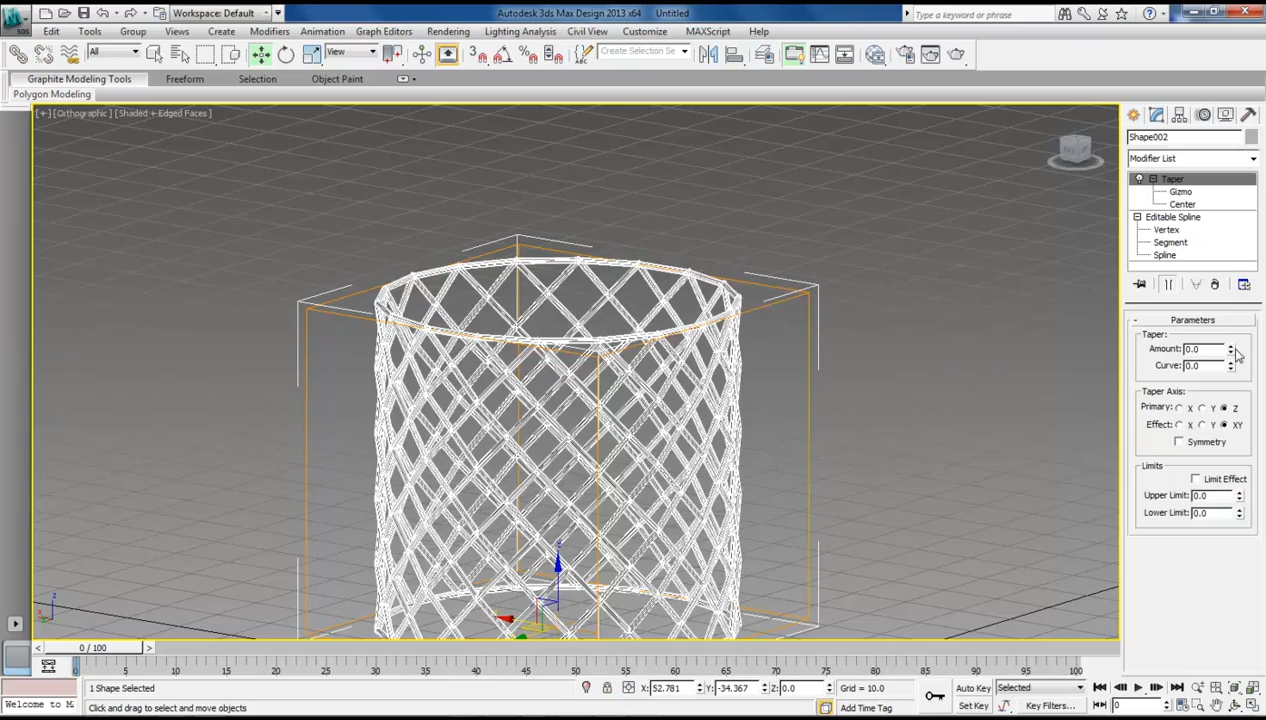 Workspace: Default
Autodesk 3ds Max Design 2013 x64 Untitled
Type a keyword or phrase
3DS
Edit Tools Group Views Create Modifiers Animation Graph Editors Rendering Lighting Analysis Civil View Customize MAXScript Help
All View 3 Create Selection Se
Graphite Modeling Tools Freeform Selection Object Paint
Polygon Modeling
[+] [Orthographic] [Shaded + Edged Faces]
Shape002
Modifier List
Taper
Gizmo
Center
Editable Spline
Vertex
Segment
Spline
- Parameters
Taper:
Amount: 0.0
Curve: 0.0
Taper Axis:
Primary: X Y Z
Effect: X Y XY
Symmetry
Limits
Limit Effect
Upper Limit: 0.0
Lower Limit: 0.0
z
x
z
< 0 / 100 >
0 5 10 15 20 25 30 35 40 45 50 55 60 65 70 75 80 85 90 95 100
1 Shape Selected X: 52.781 Y: -34.367 Z: 0.0 Grid = 10.0 Auto Key Selected
Welcome to M Click and drag to select and move objects Add Time Tag Set Key Key Filters... 0